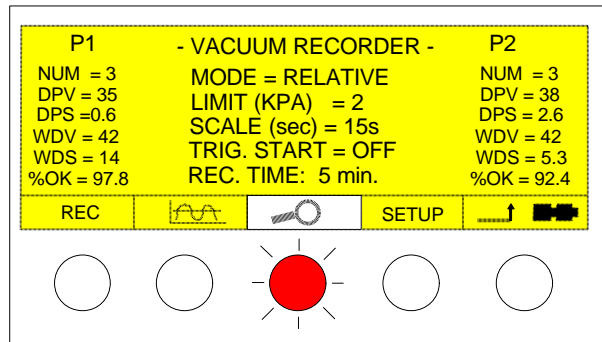 P1
NUM = 3
DPV = 35
DPS =0.6
WDV = 42
WDS = 14
%OK = 97.8
- VACUUM RECORDER -
MODE = RELATIVE
LIMIT (KPA) = 2
SCALE (sec) = 15s
TRIG. START = OFF
REC. TIME: 5 min.
P2
NUM = 3
DPV = 38
DPS = 2.6
WDV = 42
WDS = 5.3
%OK = 92.4
REC
SETUP